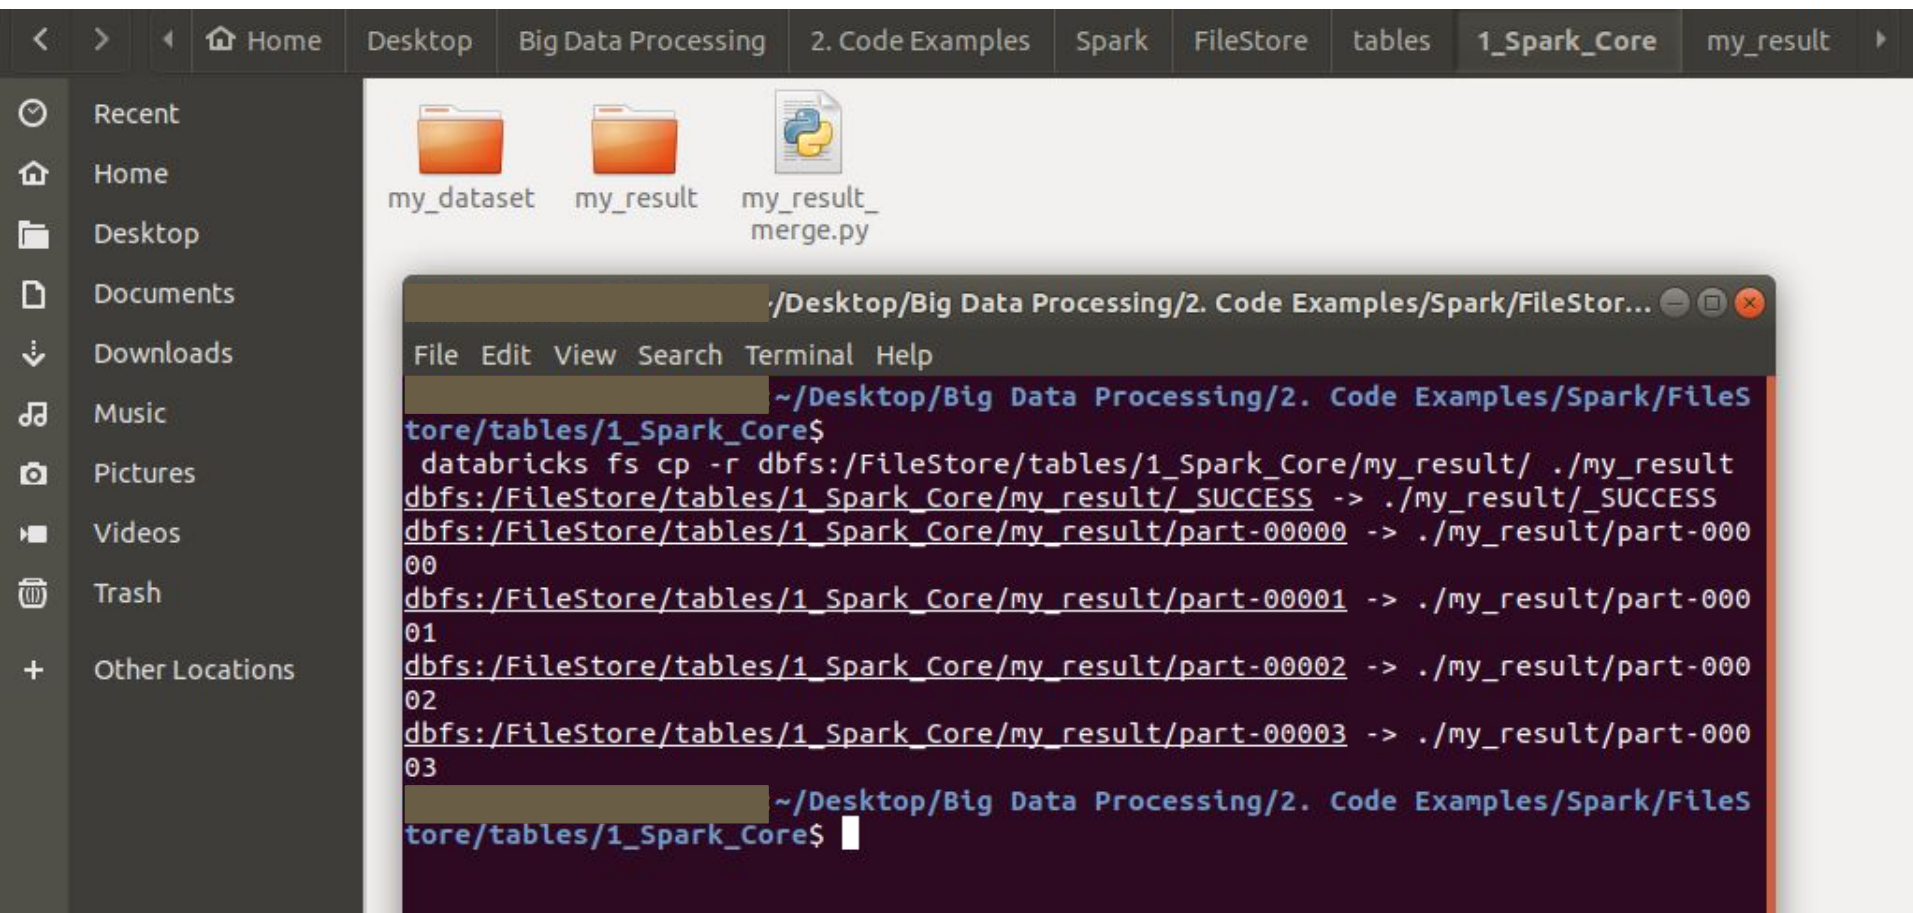 Home Desktop Big Data Processing 2. Code Examples Spark FileStore tables 1_Spark_Core my_result
Recent
Home
Desktop
Documents
Downloads
Music
Pictures
Videos
Trash
Other Locations
my_dataset my_result my_result_
merge.py
~/Desktop/Big Data Processing/2. Code Examples/Spark/FileStor...
File Edit View Search Terminal Help
:~/Desktop/Big Data Processing/2. Code Examples/Spark/FileS
tore/tables/1_Spark_Core$
databricks fs cp -r dbfs:/FileStore/tables/1_Spark_Core/my_result/ ./my_result
dbfs:/FileStore/tables/1_Spark_Core/my_result/_SUCCESS -> ./my_result/_SUCCESS
dbfs:/FileStore/tables/1_Spark_Core/my_result/part-00000 -> ./my_result/part-000
00
dbfs:/FileStore/tables/1_Spark_Core/my_result/part-00001 -> ./my_result/part-000
01
dbfs:/FileStore/tables/1_Spark_Core/my_result/part-00002 -> ./my_result/part-000
02
dbfs:/FileStore/tables/1_Spark_Core/my_result/part-00003 -> ./my_result/part-000
03
:~/Desktop/Big Data Processing/2. Code Examples/Spark/FileS
tore/tables/1_Spark_Core$